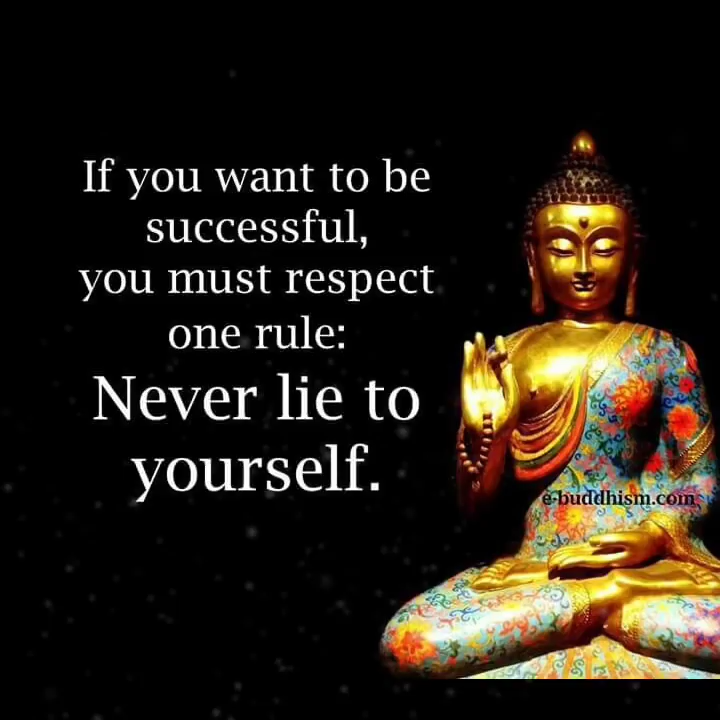 If you want to be
successful,
you must respect
one rule:
Never lie to
yourself.
e-buddhism.com